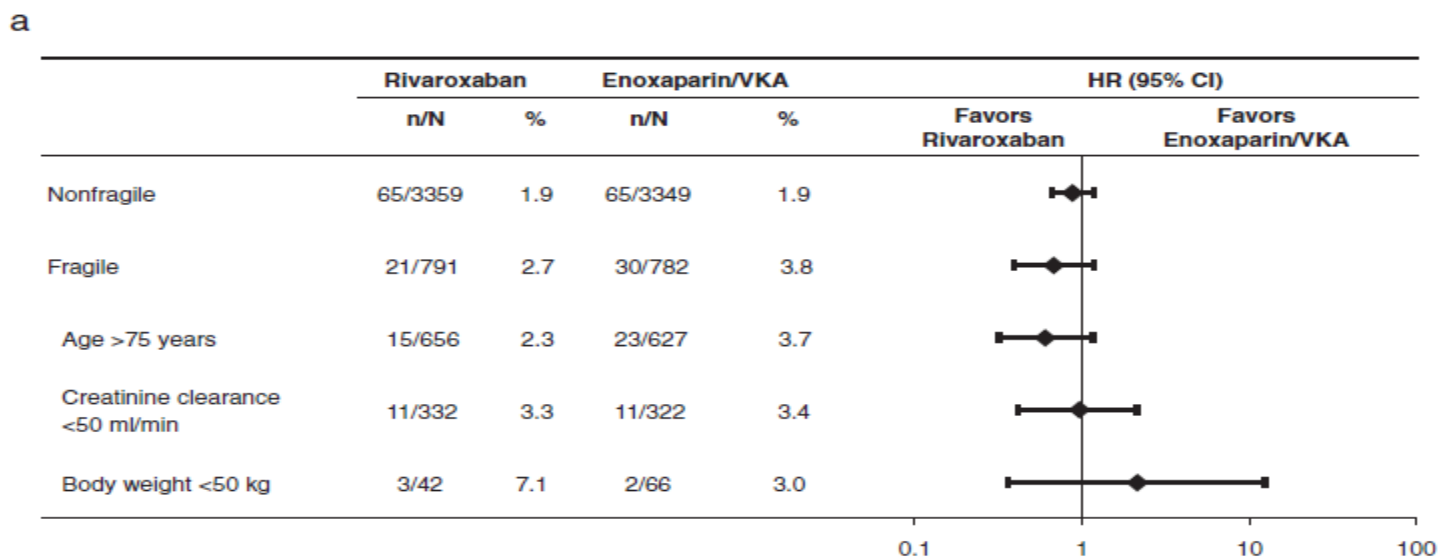 a
Rivaroxaban Enoxaparin/VKA HR (95% CI)
n/N % n/N % Favors Rivaroxaban Favors Enoxaparin/VKA
Nonfragile 65/3359 1.9 65/3349 1.9
Fragile 21/791 2.7 30/782 3.8
Age >75 years 15/656 2.3 23/627 3.7
Creatinine clearance
<50 ml/min 11/332 3.3 11/322 3.4
Body weight <50 kg 3/42 7.1 2/66 3.0
0.1 1 10 100